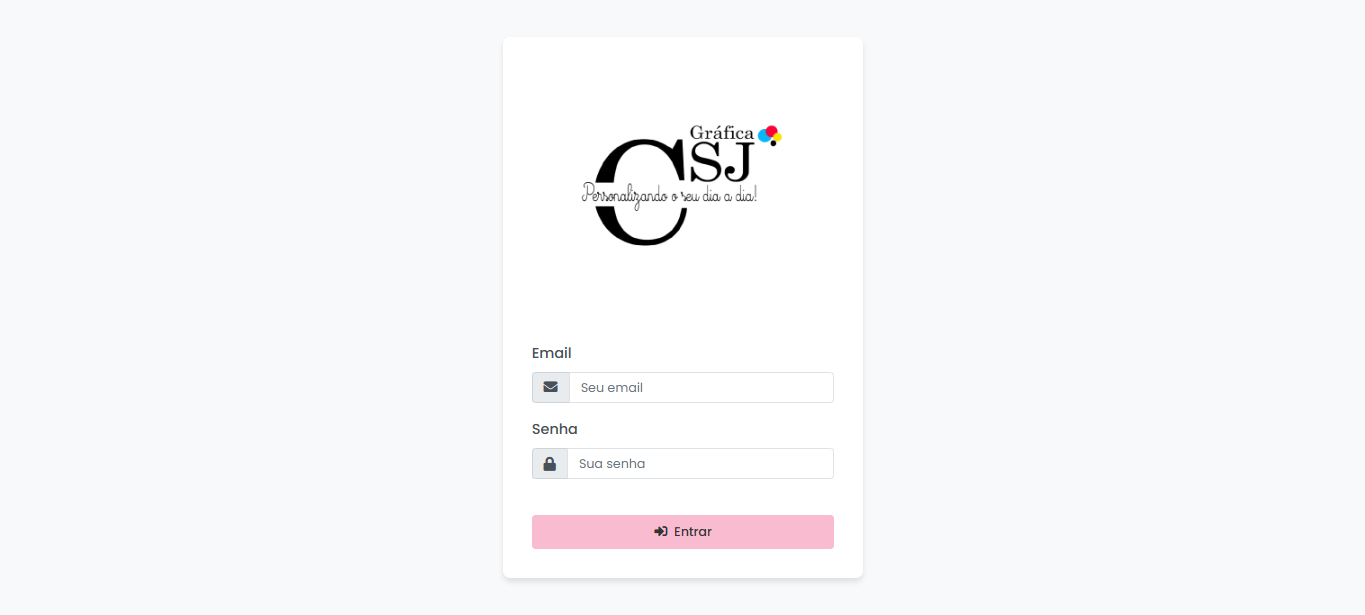 Gráfica
CSJ
Personalizando o seu dia a dia!
Email
Seu email
Senha
Sua senha
Entrar